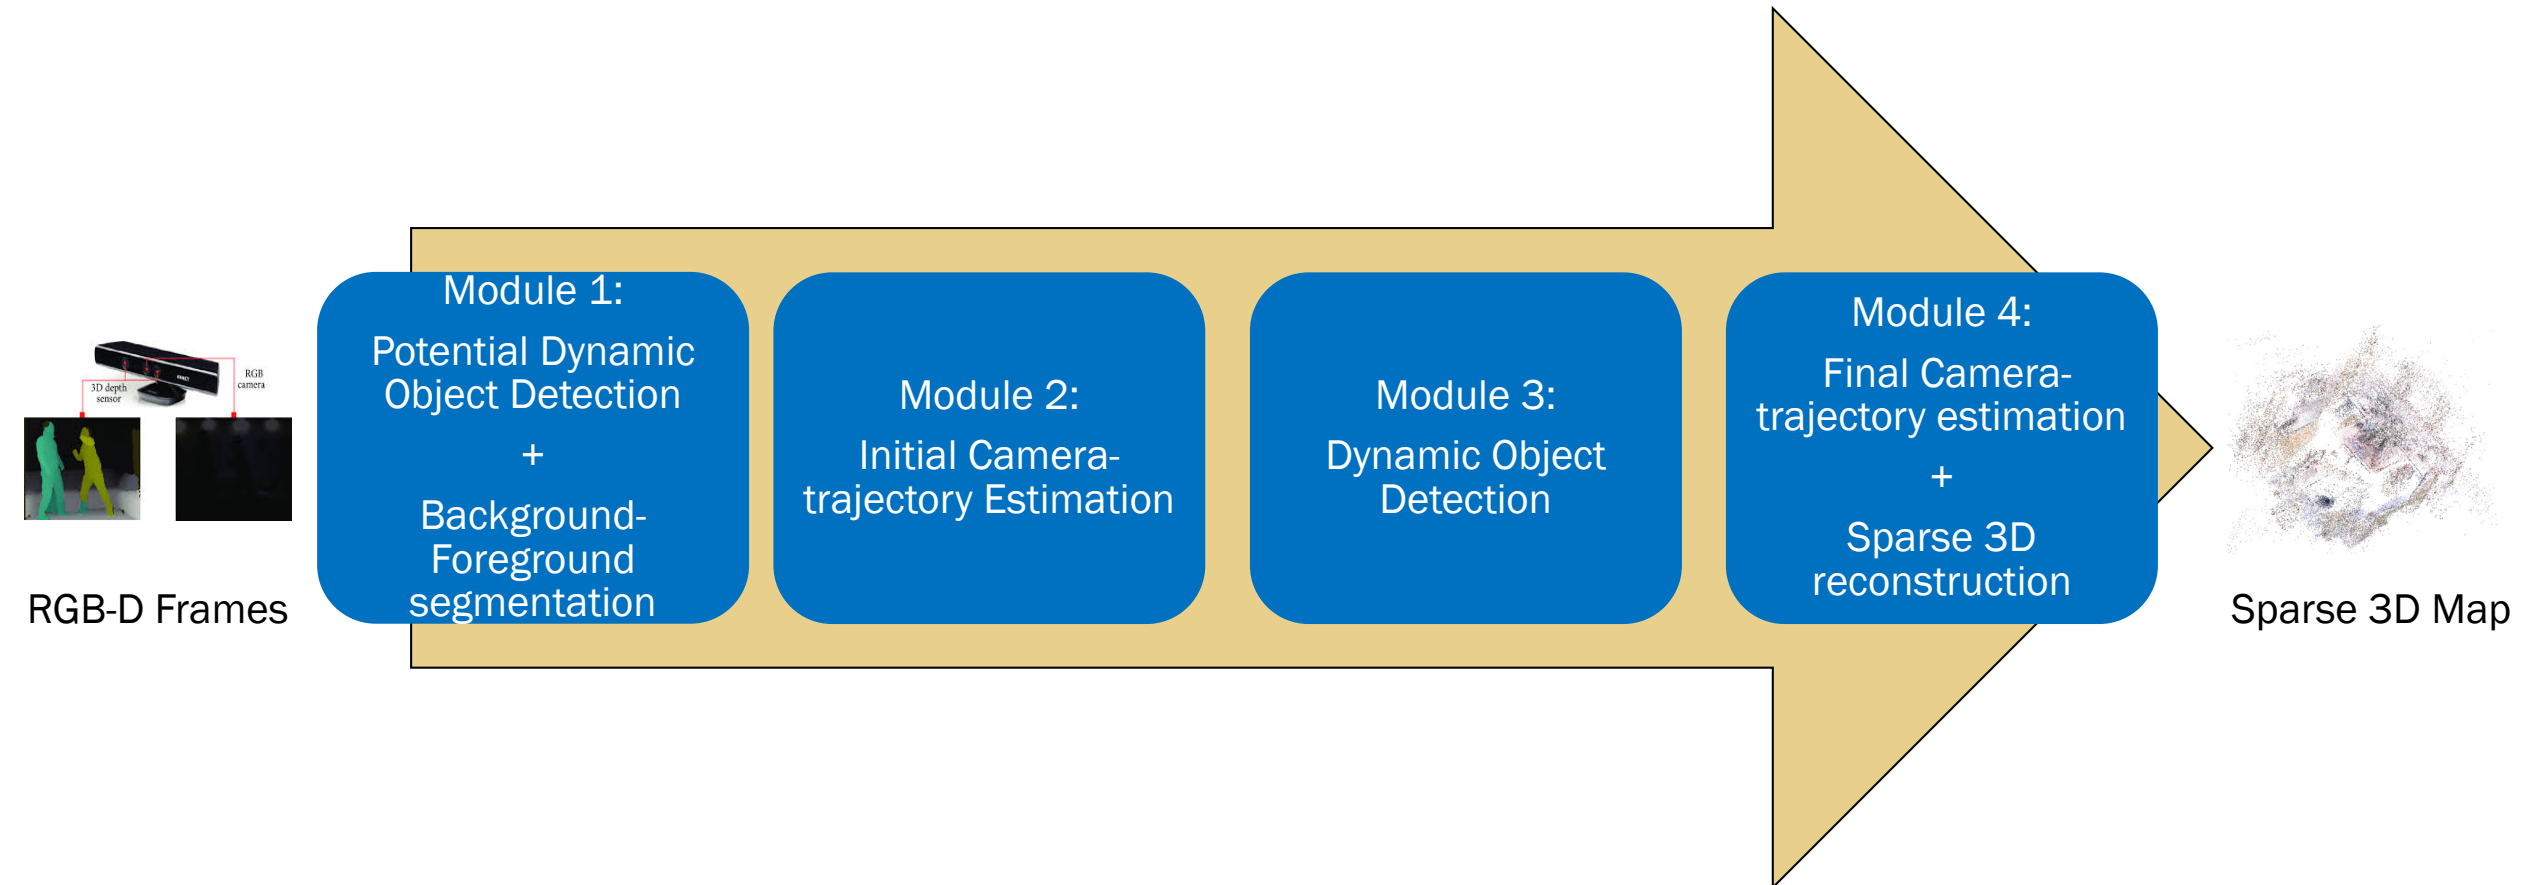 3D depth
sensor
RGB
camera
RGB-D Frames
Module 1:
Potential Dynamic
Object Detection
+
Background-
Foreground
segmentation
Module 2:
Initial Camera-
trajectory Estimation
Module 3:
Dynamic Object
Detection
Module 4:
Final Camera-
trajectory estimation
+
Sparse 3D
reconstruction
Sparse 3D Map